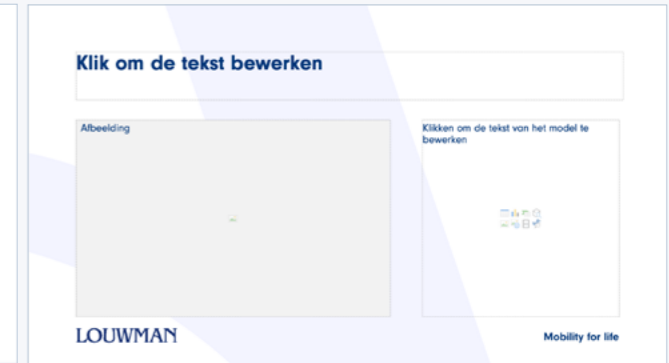 Klik om de tekst bewerken
Afbeelding
Klikken om de tekst van het model te
bewerken
LOUWMAN
Mobility for life